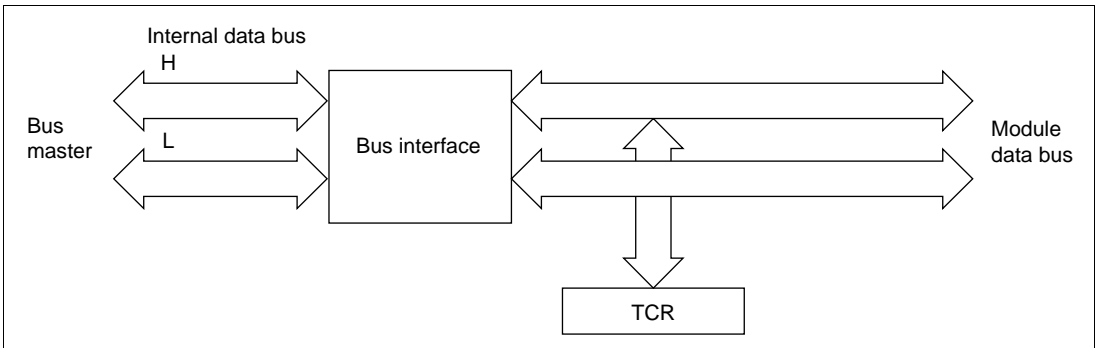 Internal data bus
H
L
Bus
master
Bus interface
Module
data bus
TCR